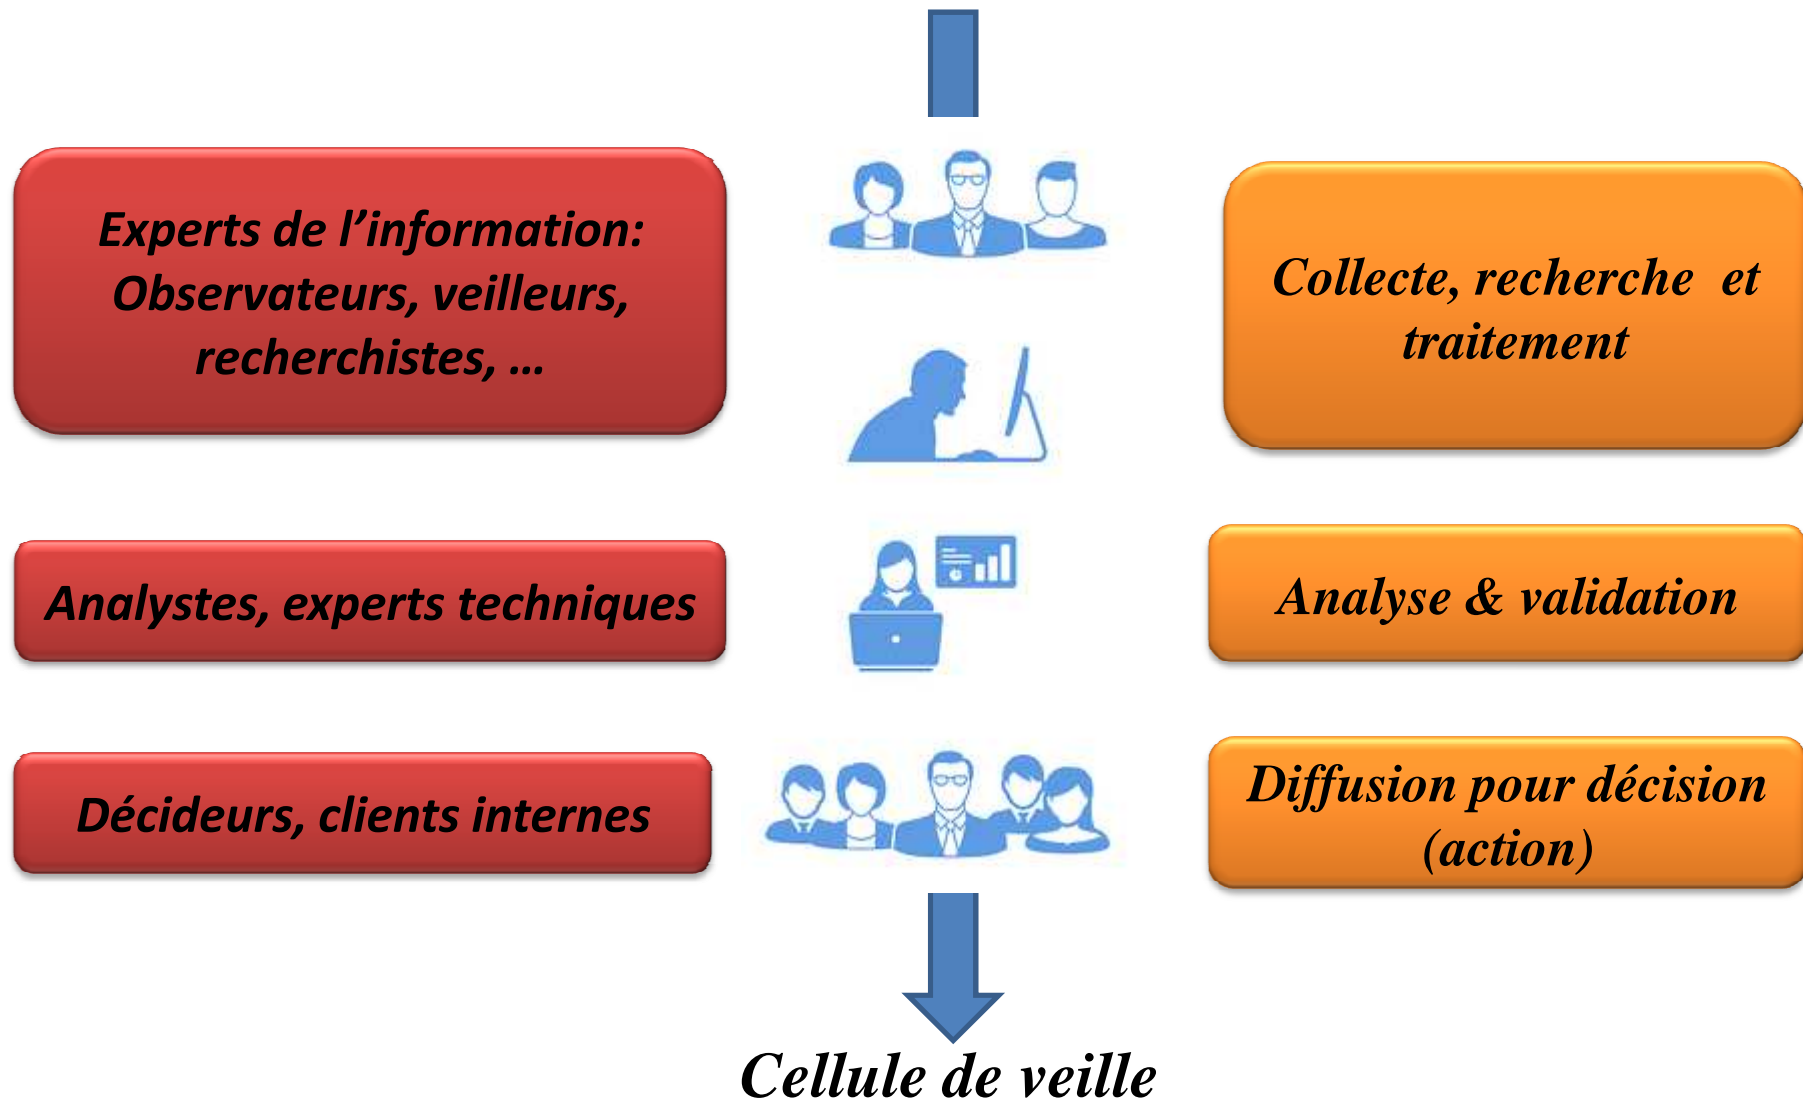 Experts de l’information:
Observateurs, veilleurs,
recherchistes, …
Collecte, recherche et
traitement
Analystes, experts techniques
Analyse & validation
Décideurs, clients internes
Diffusion pour décision
(action)
Cellule de veille